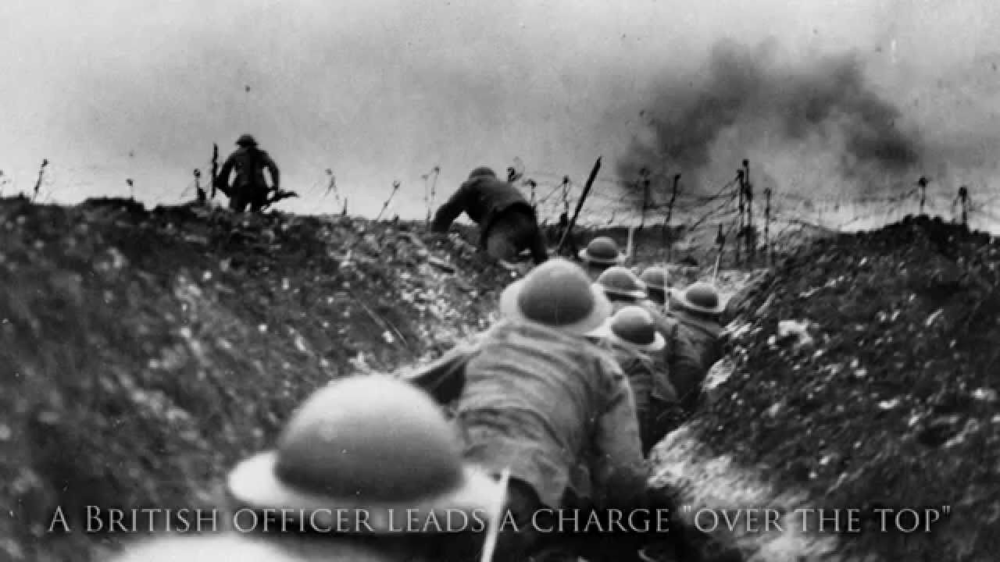 A British officer leads a charge "over the top"